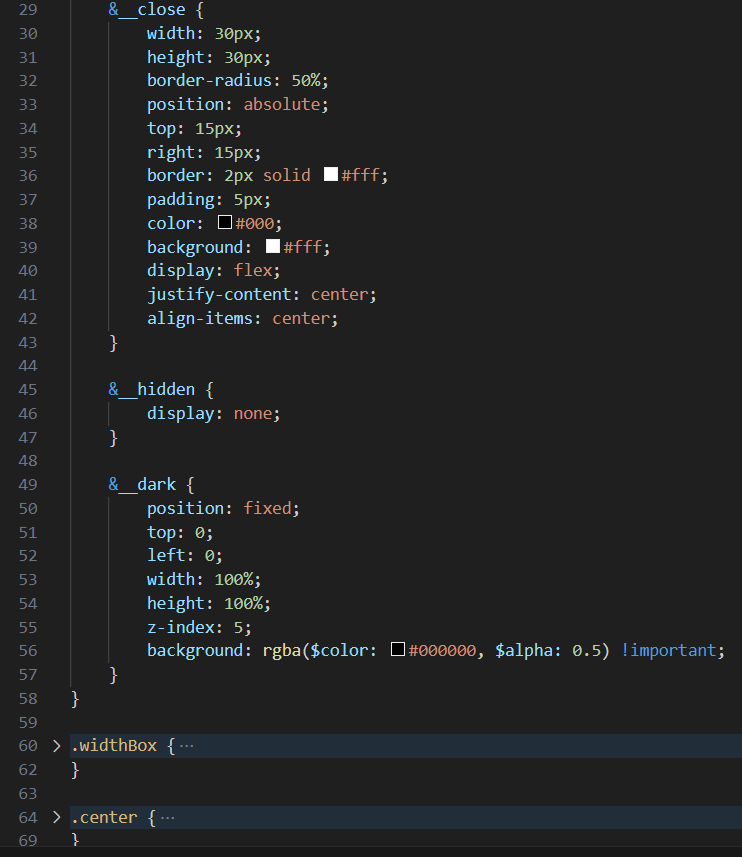 29 &__close {
30 width: 30px;
31 height: 30px;
32 border-radius: 50%;
33 position: absolute;
34 top: 15px;
35 right: 15px;
36 border: 2px solid #fff;
37 padding: 5px;
38 color: #000;
39 background: #fff;
40 display: flex;
41 justify-content: center;
42 align-items: center;
43 }
44
45 &__hidden {
46 display: none;
47 }
48
49 &__dark {
50 position: fixed;
51 top: 0;
52 left: 0;
53 width: 100%;
54 height: 100%;
55 z-index: 5;
56 background: rgba($color: #000000, $alpha: 0.5) !important;
57 }
58 }
59
60 .widthBox { ···
62 }
63
64 .center { ···
69 }